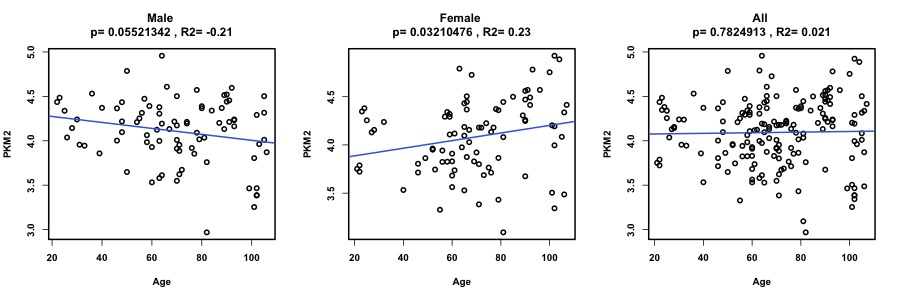 Male
p= 0.05521342 , R2= -0.21
PKM2
5.0
4.5
4.0
3.5
3.0
20 40 60 80 100
Age
Female
p= 0.03210476 , R2= 0.23
PKM2
4.5
4.0
3.5
20 40 60 80 100
Age
All
p= 0.7824913 , R2= 0.021
PKM2
5.0
4.5
4.0
3.5
3.0
20 40 60 80 100
Age